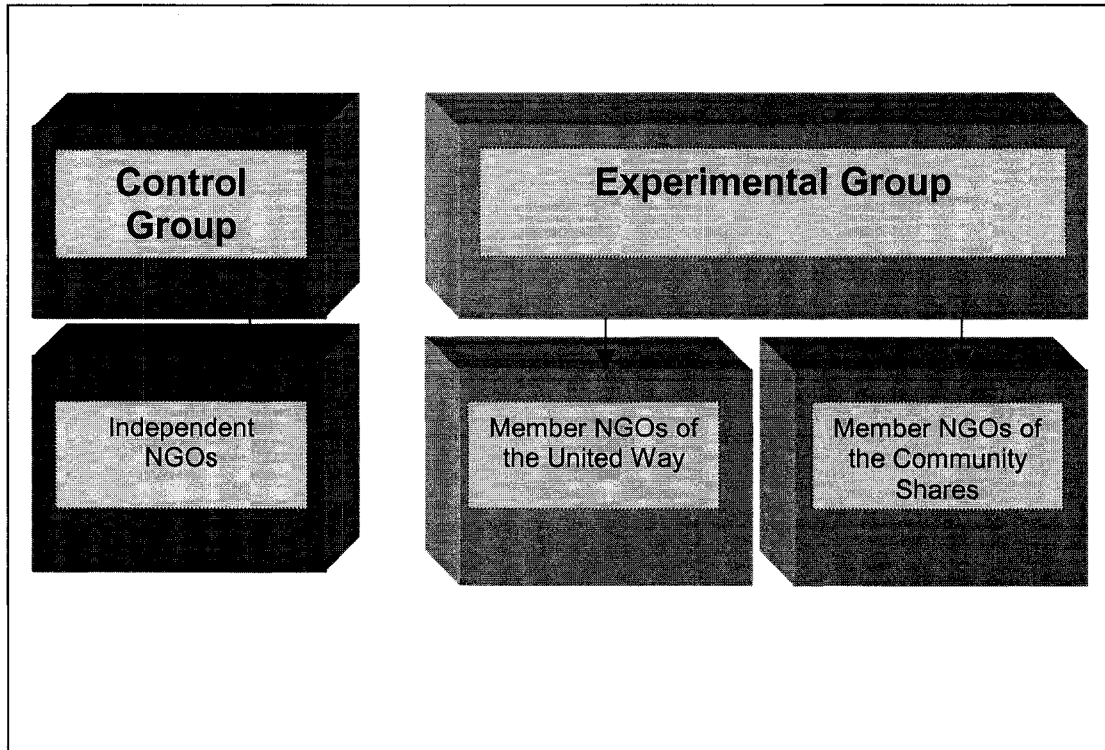 Control
Group
Experimental Group
Independent
NGOs
Member NGOs of
the United Way
Member NGOs of
the Community
Shares